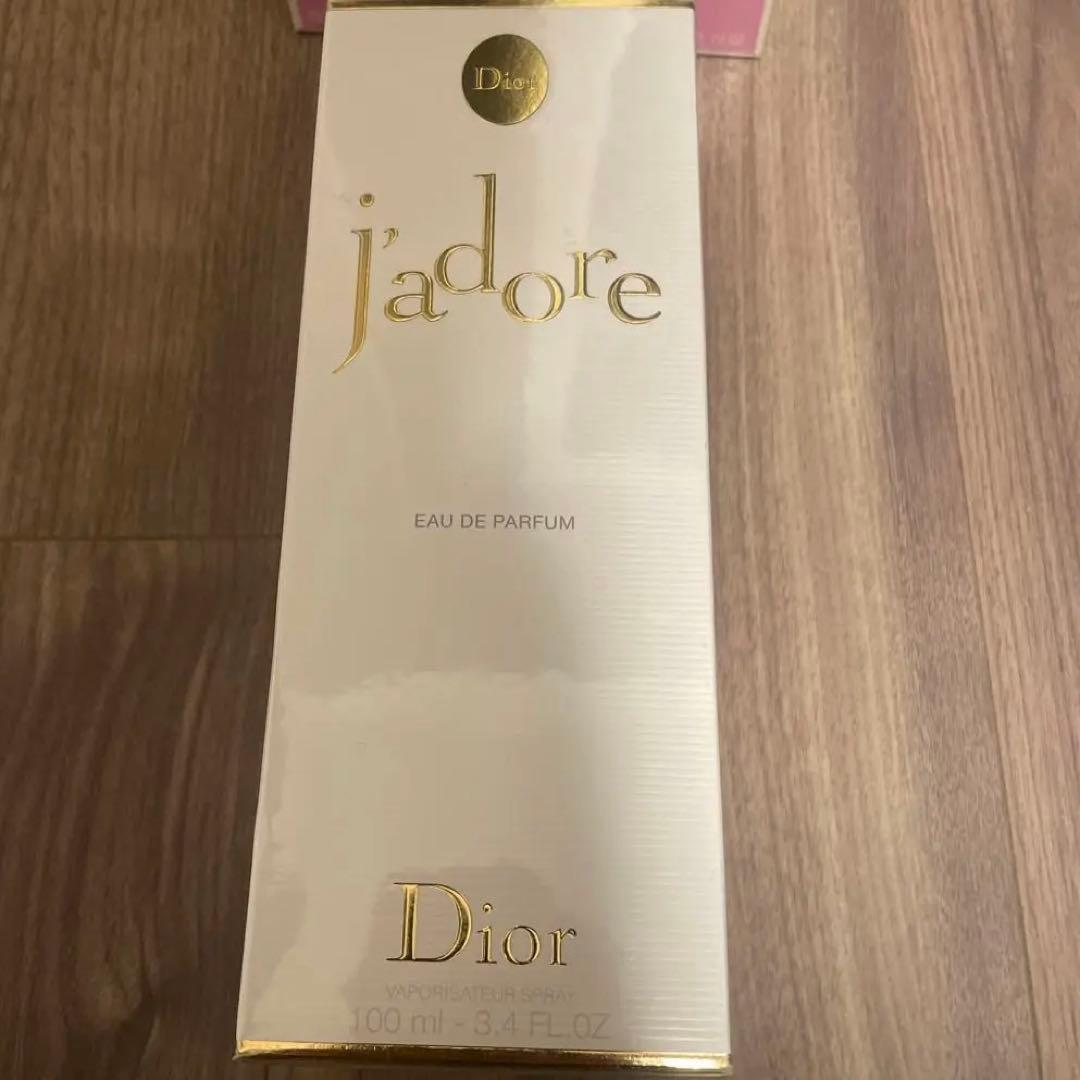 Dior
j'adore
EAU DE PARFUM
Dior
VAPORISATEUR SPRAY
100 ml - 3.4 FL.OZ